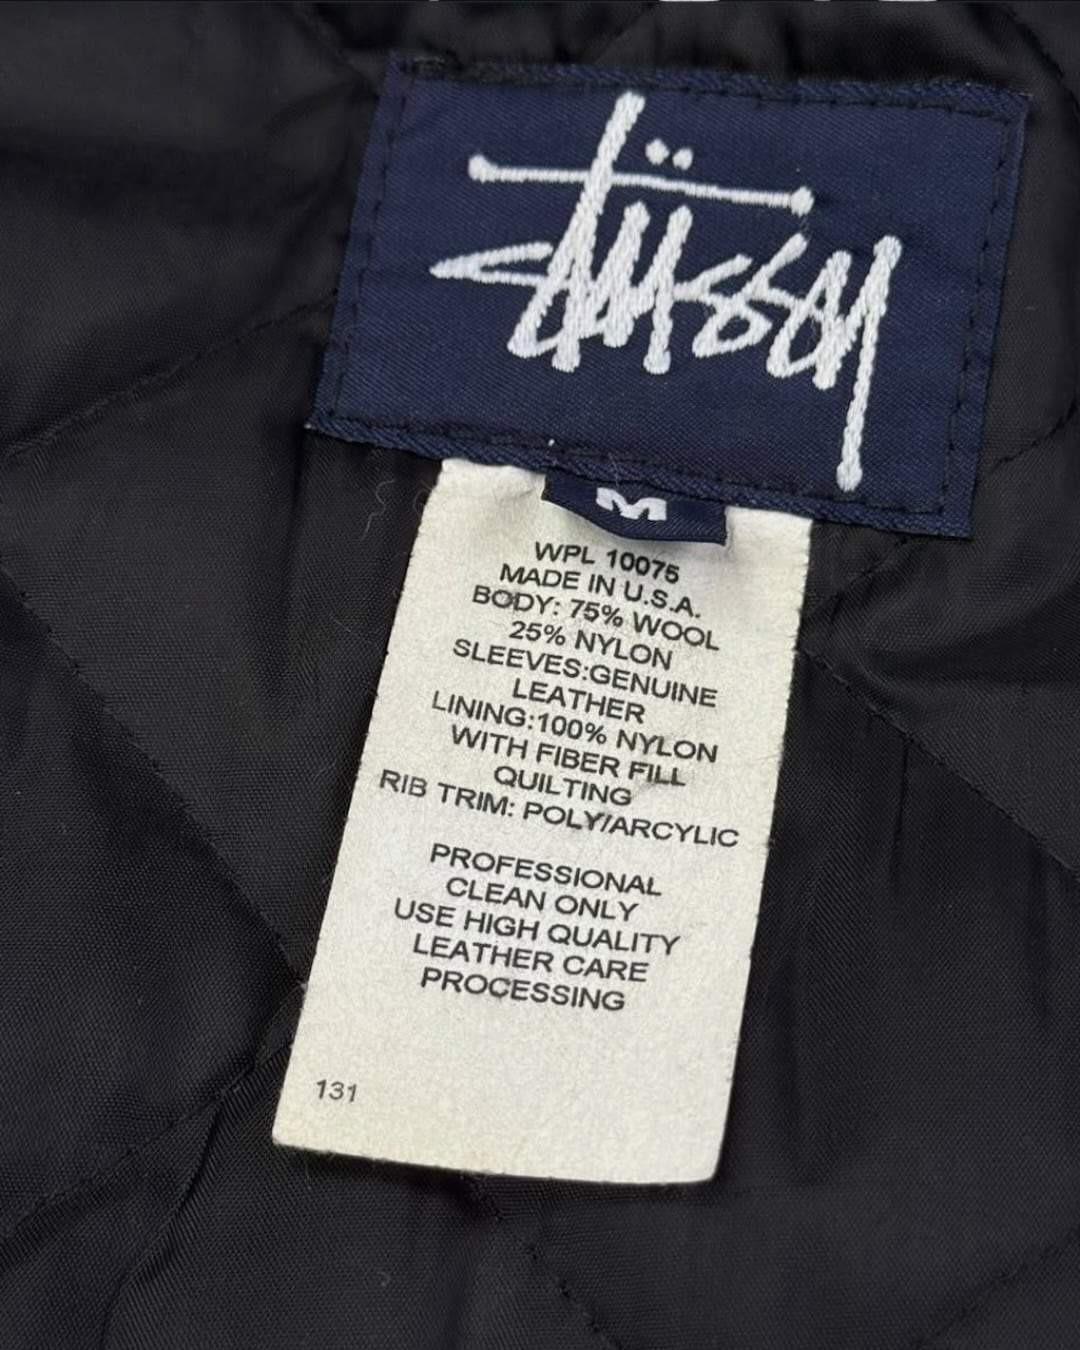 stüssy
M
WPL 10075
MADE IN U.S.A.
BODY: 75% WOOL
25% NYLON
SLEEVES:GENUINE
LEATHER
LINING:100% NYLON
WITH FIBER FILL
QUILTING
RIB TRIM: POLY/ARCYLIC
PROFESSIONAL
CLEAN ONLY
USE HIGH QUALITY
LEATHER CARE
PROCESSING
131